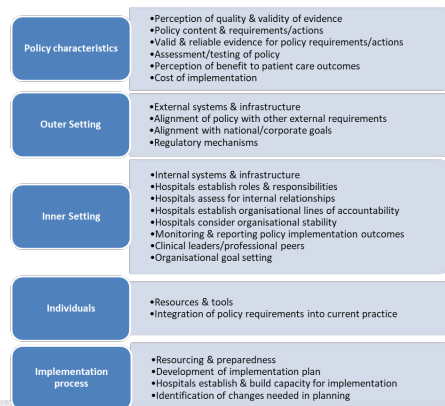 Policy characteristics
•Perception of quality & validity of evidence
•Policy content & requirements/actions
•Valid & reliable evidence for policy requirements/actions
•Assessment/testing of policy
•Perception of benefit to patient care outcomes
•Cost of implementation
Outer Setting
•External systems & infrastructure
•Alignment of policy with other external requirements
•Alignment with national/corporate goals
•Regulatory mechanisms
Inner Setting
•Internal systems & infrastructure
•Hospitals establish roles & responsibilities
•Hospitals assess for internal relationships
•Hospitals establish organisational lines of accountability
•Hospitals consider organisational stability
•Monitoring & reporting policy implementation outcomes
•Clinical leaders/professional peers
•Organisational goal setting
Individuals
•Resources & tools
•Integration of policy requirements into current practice
Implementation
process
•Resourcing & preparedness
•Development of implementation plan
•Hospitals establish & build capacity for implementation
•Identification of changes needed in planning